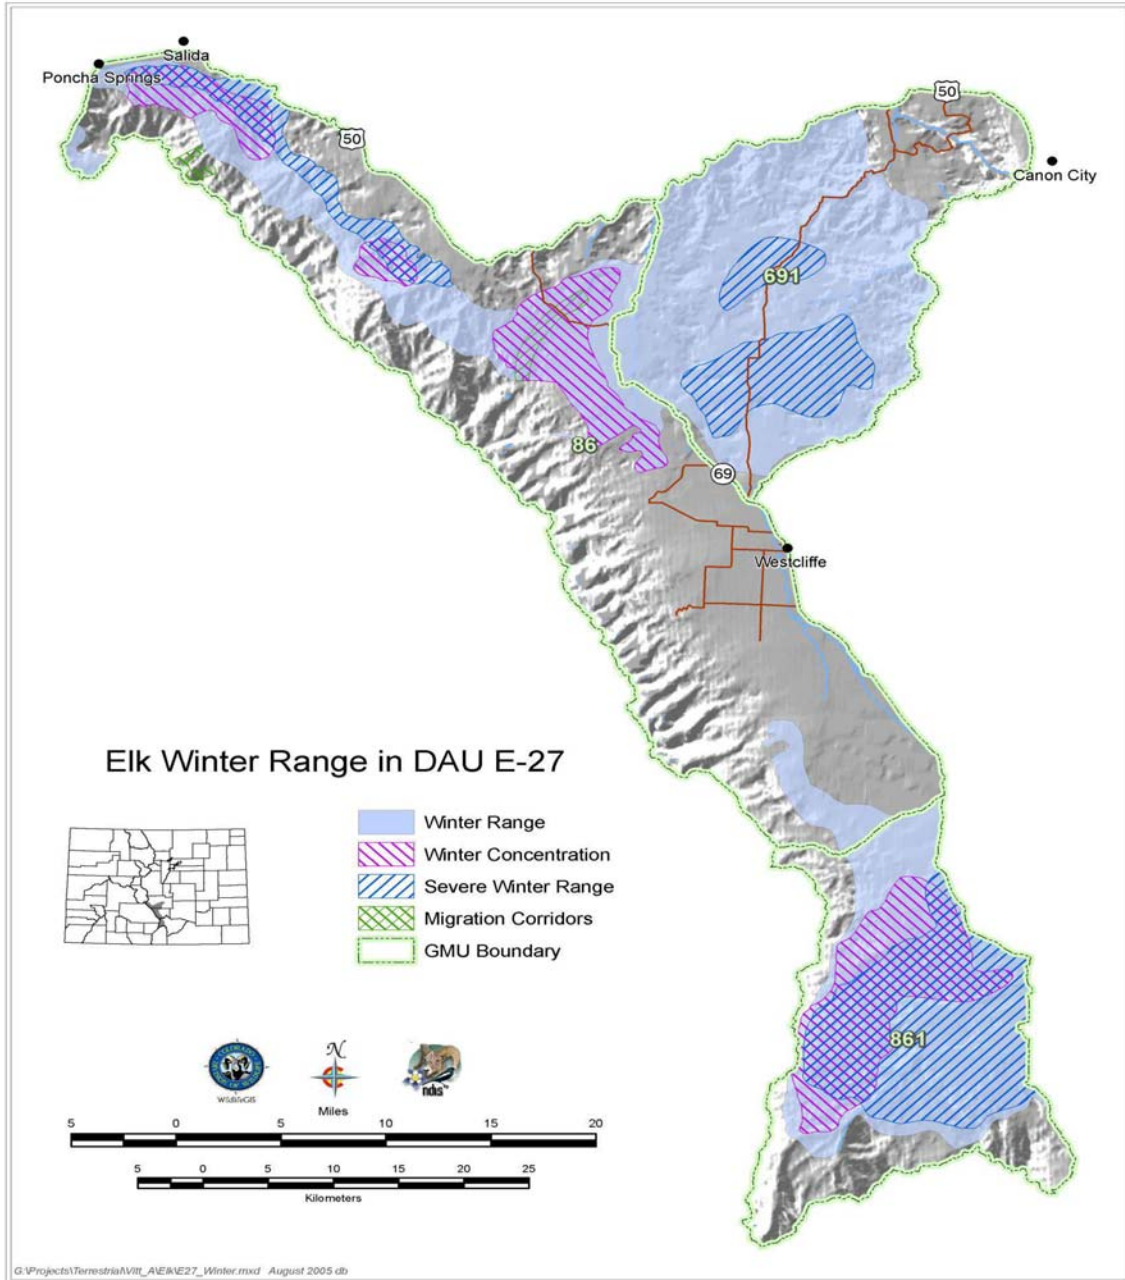 Salida
Poncha Springs
50
50
Canon City
691
86
69
Westcliffe
Elk Winter Range in DAU E-27
Winter Range
Winter Concentration
Severe Winter Range
Migration Corridors
GMU Boundary
861
N
WildlifeGIS
ndis
Miles
5 0 5 10 15 20
5 0 5 10 15 20 25
Kilometers
G:\Projects\Terrestrial\Vitt_A\Elk\E27_Winter.mxd August 2005 db